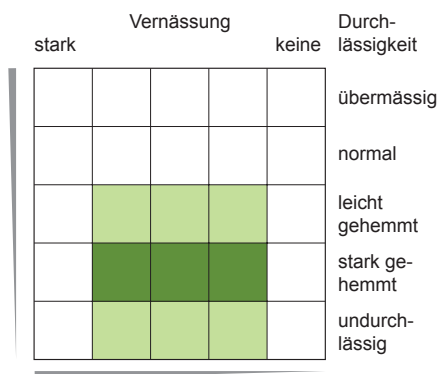 Vernässung
Durch-
stark
keine
lässigkeit
übermässig
normal
leicht
gehemmt
stark ge-
hemmt
undurch-
lässig